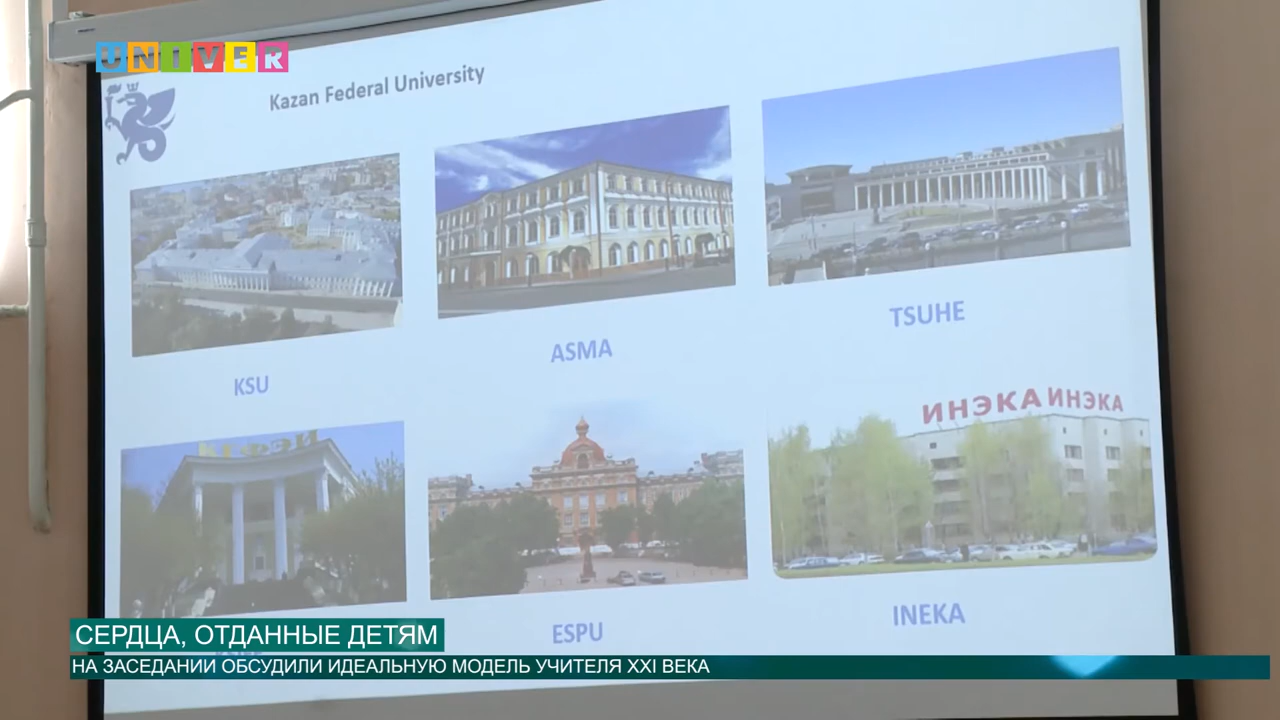 UNIVER
Kazan Federal University
KSU
ASMA
TSUHE
ИНЭКА ИНЭКА
ESPU
INEKA
СЕРДЦА, ОТДАННЫЕ ДЕТЯМ
НА ЗАСЕДАНИИ ОБСУДИЛИ ИДЕАЛЬНУЮ МОДЕЛЬ УЧИТЕЛЯ XXI ВЕКА